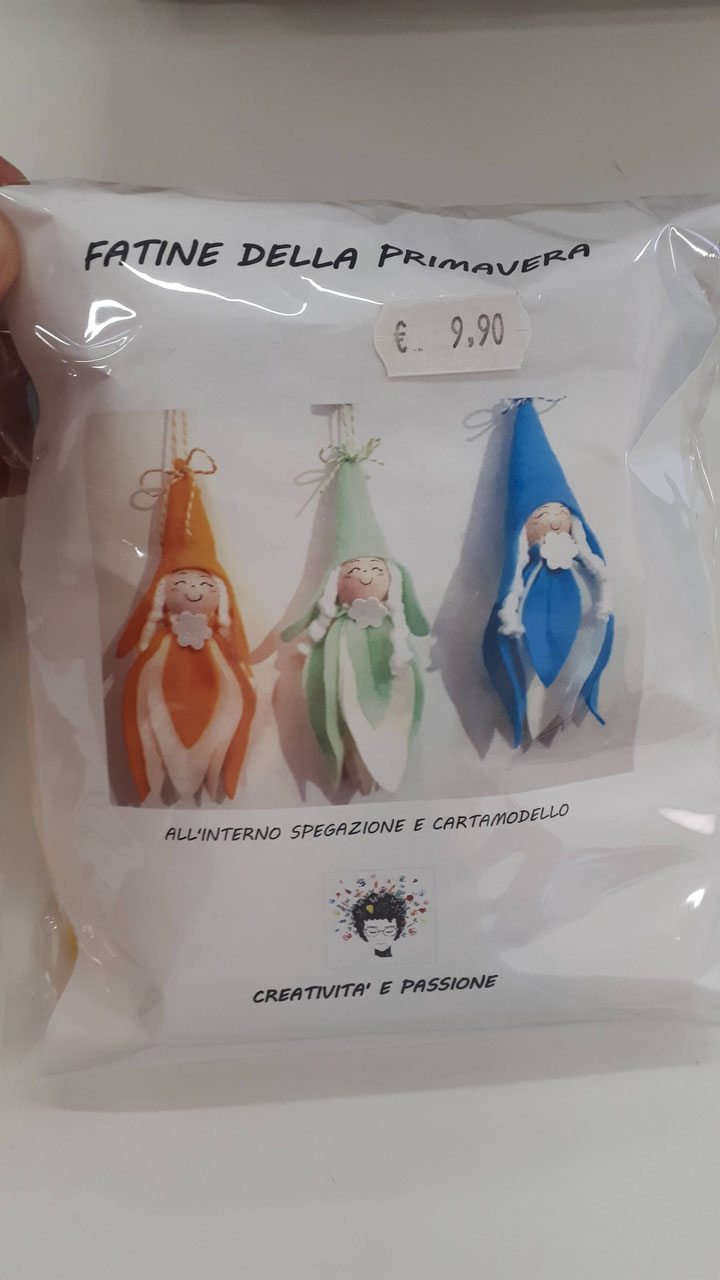 FATINE DELLA PRIMAVERA
€ 9,90
ALL'INTERNO SPEGAZIONE E CARTAMODELLO
CREATIVITA' E PASSIONE